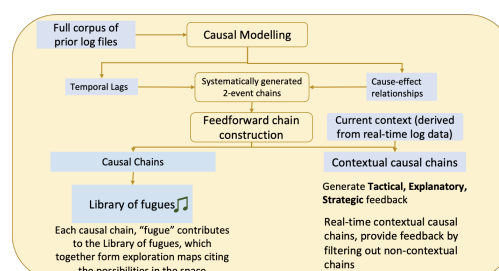 Full corpus of
prior log files
Causal Modelling
Temporal Lags
Systematically generated
2-event chains
Cause-effect
relationships
Feedforward chain
construction
Current context (derived
from real-time log data)
Causal Chains
Contextual causal chains
Library of fugues
Generate Tactical, Explanatory,
Strategic feedback
Each causal chain, “fugue” contributes
to the Library of fugues, which
together form exploration maps citing
the possibilities in the space
Real-time contextual causal
chains, provide feedback by
filtering out non-contextual
chains